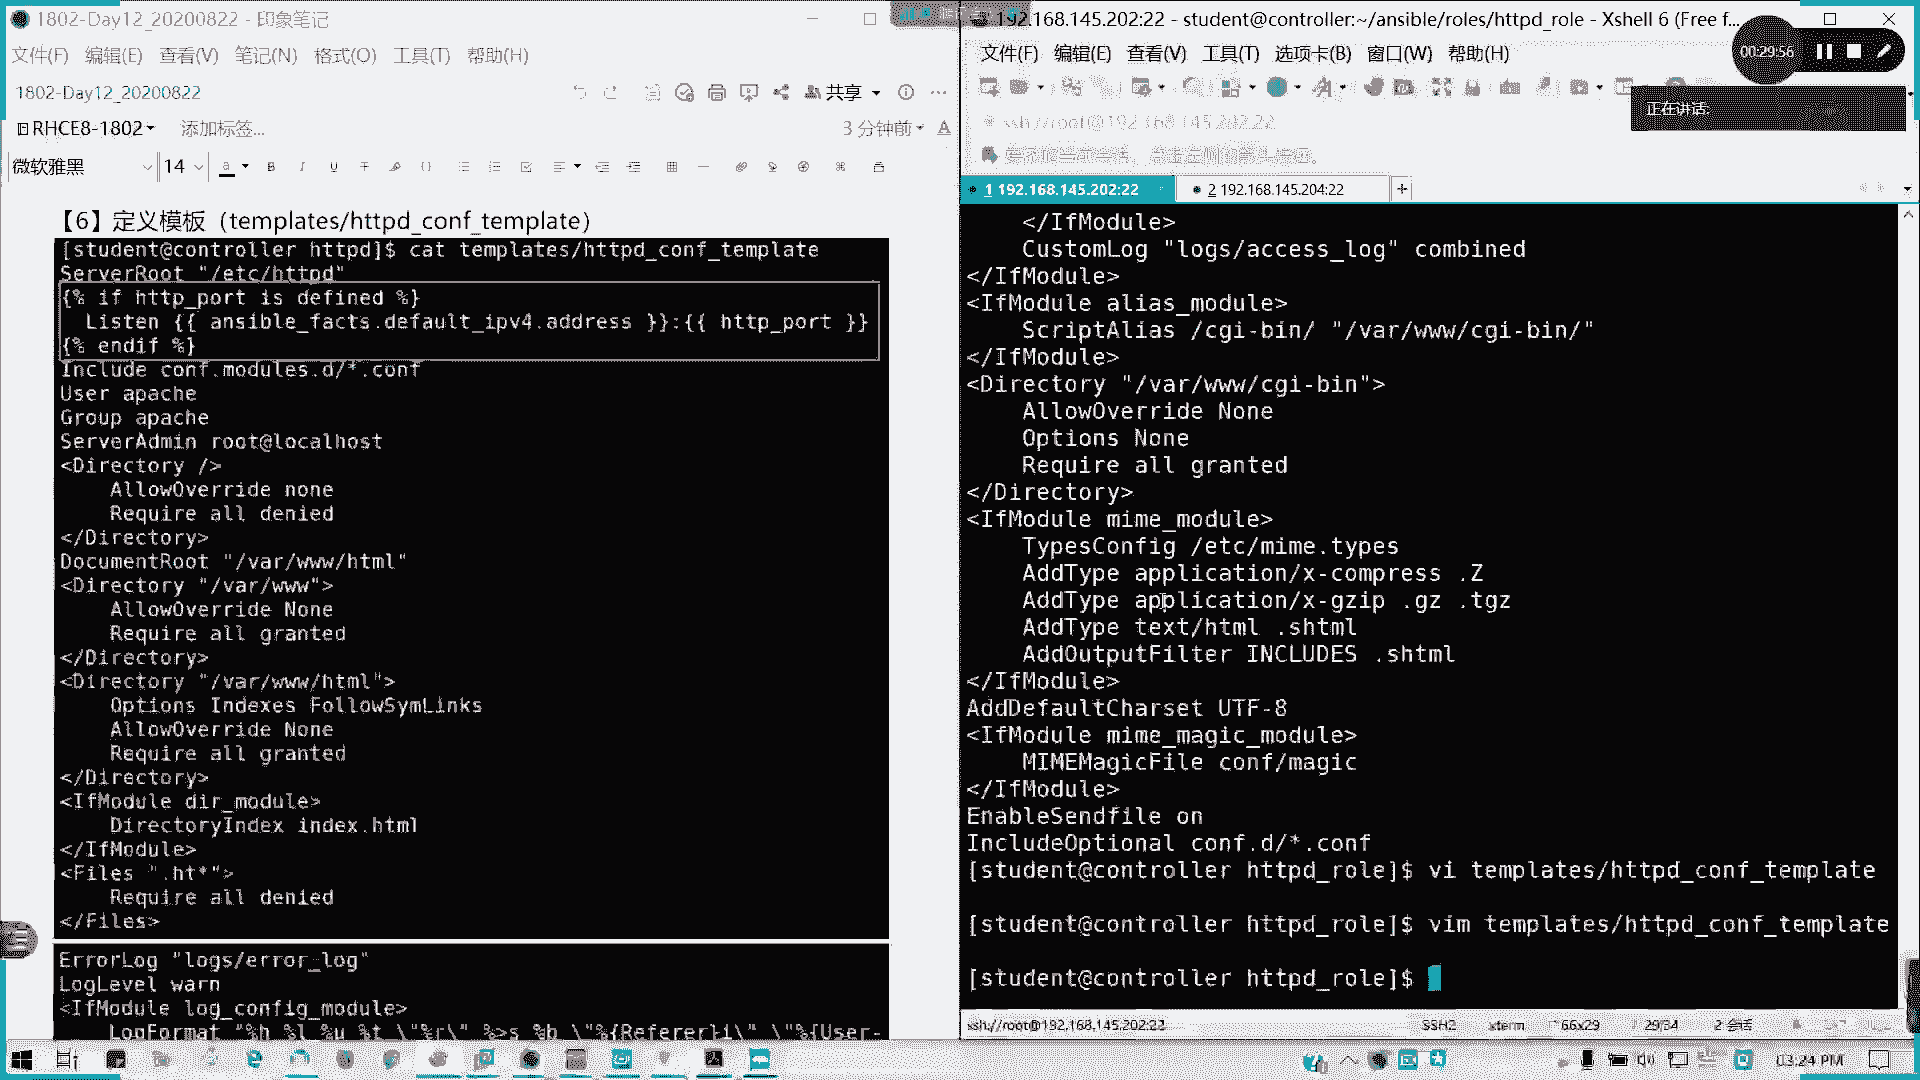 1802-Day12_20200822 - 印象笔记
文件(F) 编辑(E) 查看(V) 笔记(N) 格式(O) 工具(T) 帮助(H)
1802-Day12_20200822
共享
RHCE8-1802
添加标签...
3 分钟前
微软雅黑
14
【6】定义模板（templates/httpd_conf_template）
[student@controller httpd]$ cat templates/httpd_conf_template
ServerRoot "/etc/httpd"
{% if http_port is defined %}
  Listen {{ ansible_facts.default_ipv4.address }}:{{ http_port }}
{% endif %}
Include conf.modules.d/*.conf
User apache
Group apache
ServerAdmin root@localhost
<Directory />
    AllowOverride none
    Require all denied
</Directory>
DocumentRoot "/var/www/html"
<Directory "/var/www">
    AllowOverride None
    Require all granted
</Directory>
<Directory "/var/www/html">
    Options Indexes FollowSymLinks
    AllowOverride None
    Require all granted
</Directory>
<IfModule dir_module>
    DirectoryIndex index.html
</IfModule>
<Files ".ht*">
    Require all denied
</Files>
ErrorLog "logs/error_log"
LogLevel warn
<IfModule log_config_module>
    LogFormat "%h %l %u %t \"%r\" %>s %b \"%{Referer}i\" \"%{User-
192.168.145.202:22 - student@controller:~/ansible/roles/httpd_role - Xshell 6 (Free f...
文件(F) 编辑(E) 查看(V) 工具(T) 选项卡(B) 窗口(W) 帮助(H)
00:29:56
正在讲话:
ssh://root@192.168.145.202:22
1 192.168.145.202:22
2 192.168.145.204:22
    </IfModule>
    CustomLog "logs/access_log" combined
</IfModule>
<IfModule alias_module>
    ScriptAlias /cgi-bin/ "/var/www/cgi-bin/"
</IfModule>
<Directory "/var/www/cgi-bin">
    AllowOverride None
    Options None
    Require all granted
</Directory>
<IfModule mime_module>
    TypesConfig /etc/mime.types
    AddType application/x-compress .Z
    AddType application/x-gzip .gz .tgz
    AddType text/html .shtml
    AddOutputFilter INCLUDES .shtml
</IfModule>
AddDefaultCharset UTF-8
<IfModule mime_magic_module>
    MIMEMagicFile conf/magic
</IfModule>
EnableSendfile on
IncludeOptional conf.d/*.conf
[student@controller httpd_role]$ vi templates/httpd_conf_template
[student@controller httpd_role]$ vim templates/httpd_conf_template
[student@controller httpd_role]$
ssh://root@192.168.145.202:22
SSH2
xterm
66x29
29,34
2 会话
03:24 PM